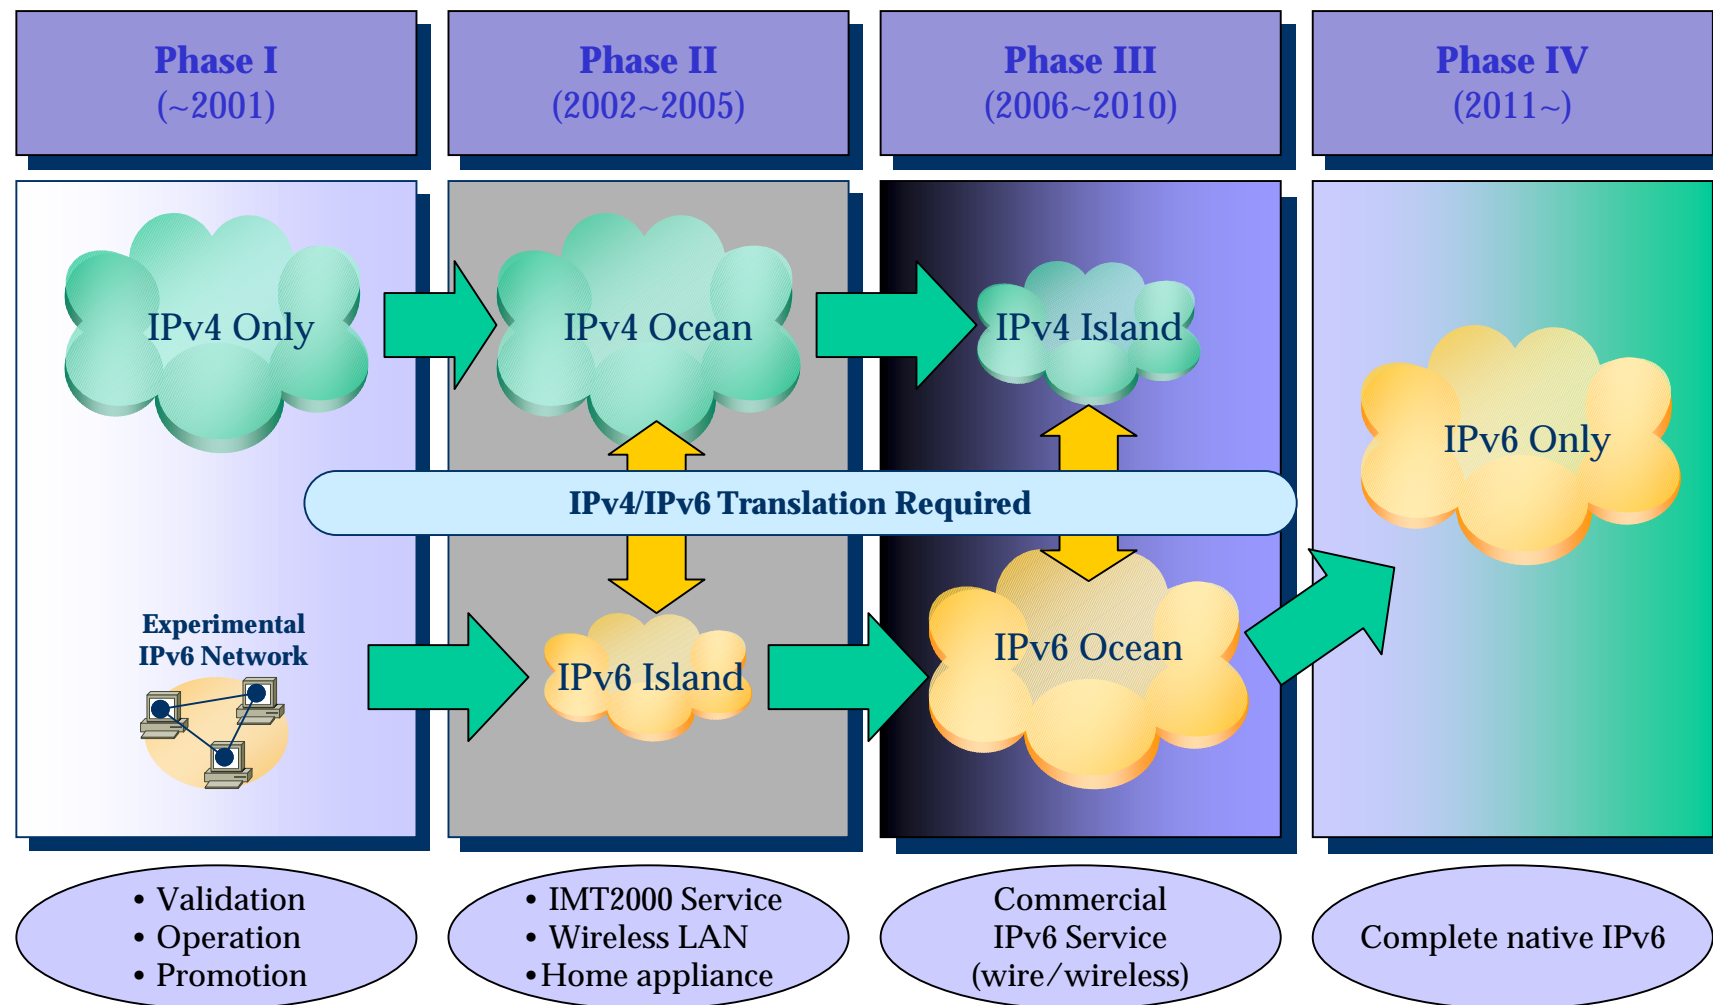 Phase I
(~2001)
Phase II
(2002~2005)
Phase III
(2006~2010)
Phase IV
(2011~)
IPv4 Only
IPv4 Ocean
IPv4 Island
IPv6 Only
IPv4/IPv6 Translation Required
Experimental
IPv6 Network
IPv6 Island
IPv6 Ocean
• Validation
• Operation
• Promotion
• IMT2000 Service
• Wireless LAN
•Home appliance
Commercial
IPv6 Service
(wire/wireless)
Complete native IPv6